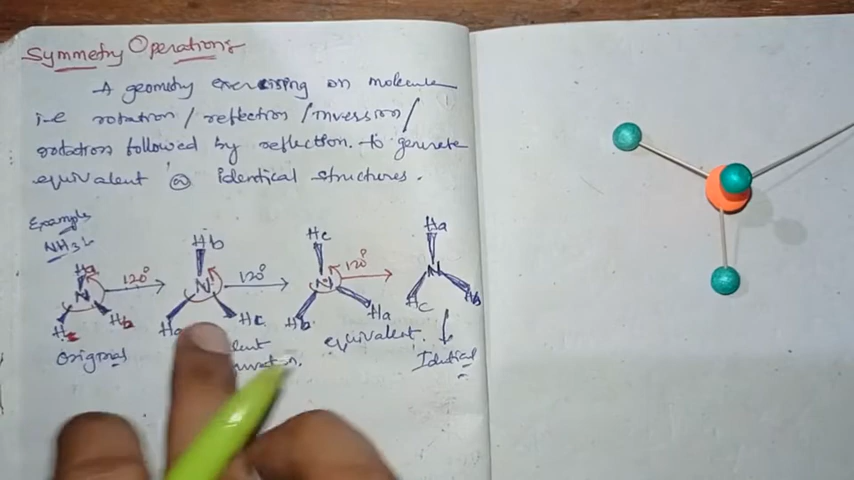 Symmetry Operations
A geometry exercising on molecule
i.e rotation / reflection / inversion /
rotation followed by reflection. to generate
equivalent @ identical structures.
Example
NH3
Ha N Hb 120°
Hb N Ha Hc 120°
Hc N Hb Ha 120°
Ha N Hc Hb
Original
equivalent.
Identical